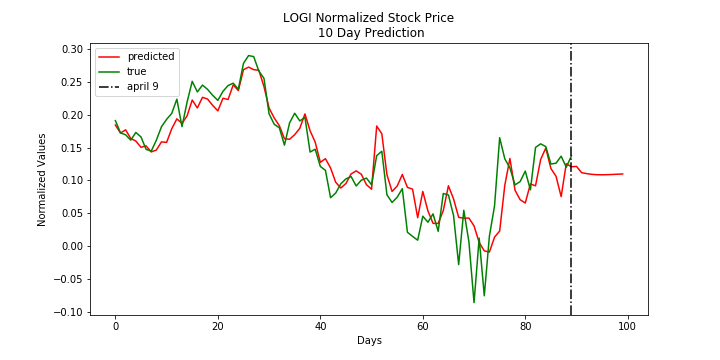 LOGI Normalized Stock Price
10 Day Prediction
predicted
true
april 9
Normalized Values
0.30
0.25
0.20
0.15
0.10
0.05
0.00
−0.05
−0.10
0 20 40 60 80 100
Days